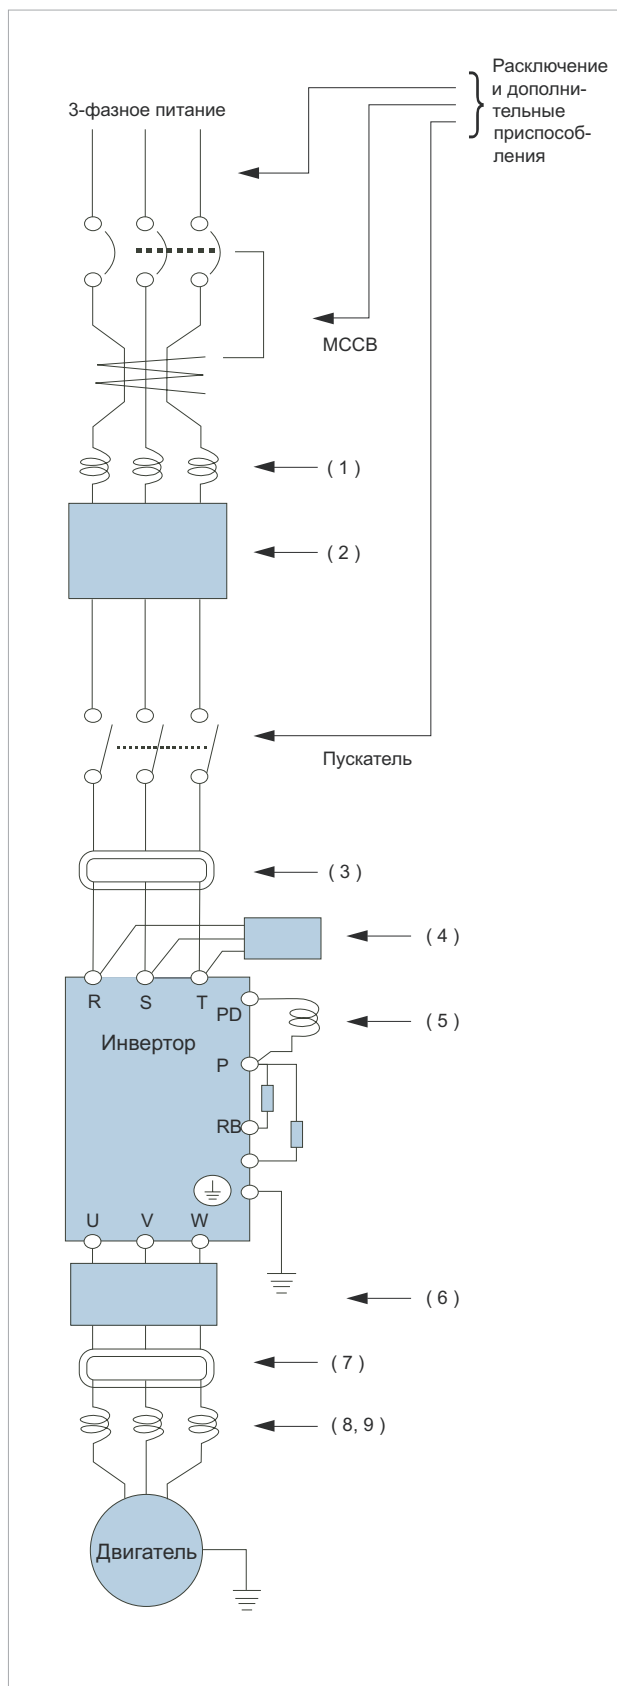 Расключение
и дополни-
тельные
приспособ-
ления
3-фазное питание
MCCB
( 1 )
( 2 )
Пускатель
( 3 )
( 4 )
R S T
PD
( 5 )
Инвертор
P
RB
U V W
( 6 )
( 7 )
( 8, 9 )
Двигатель